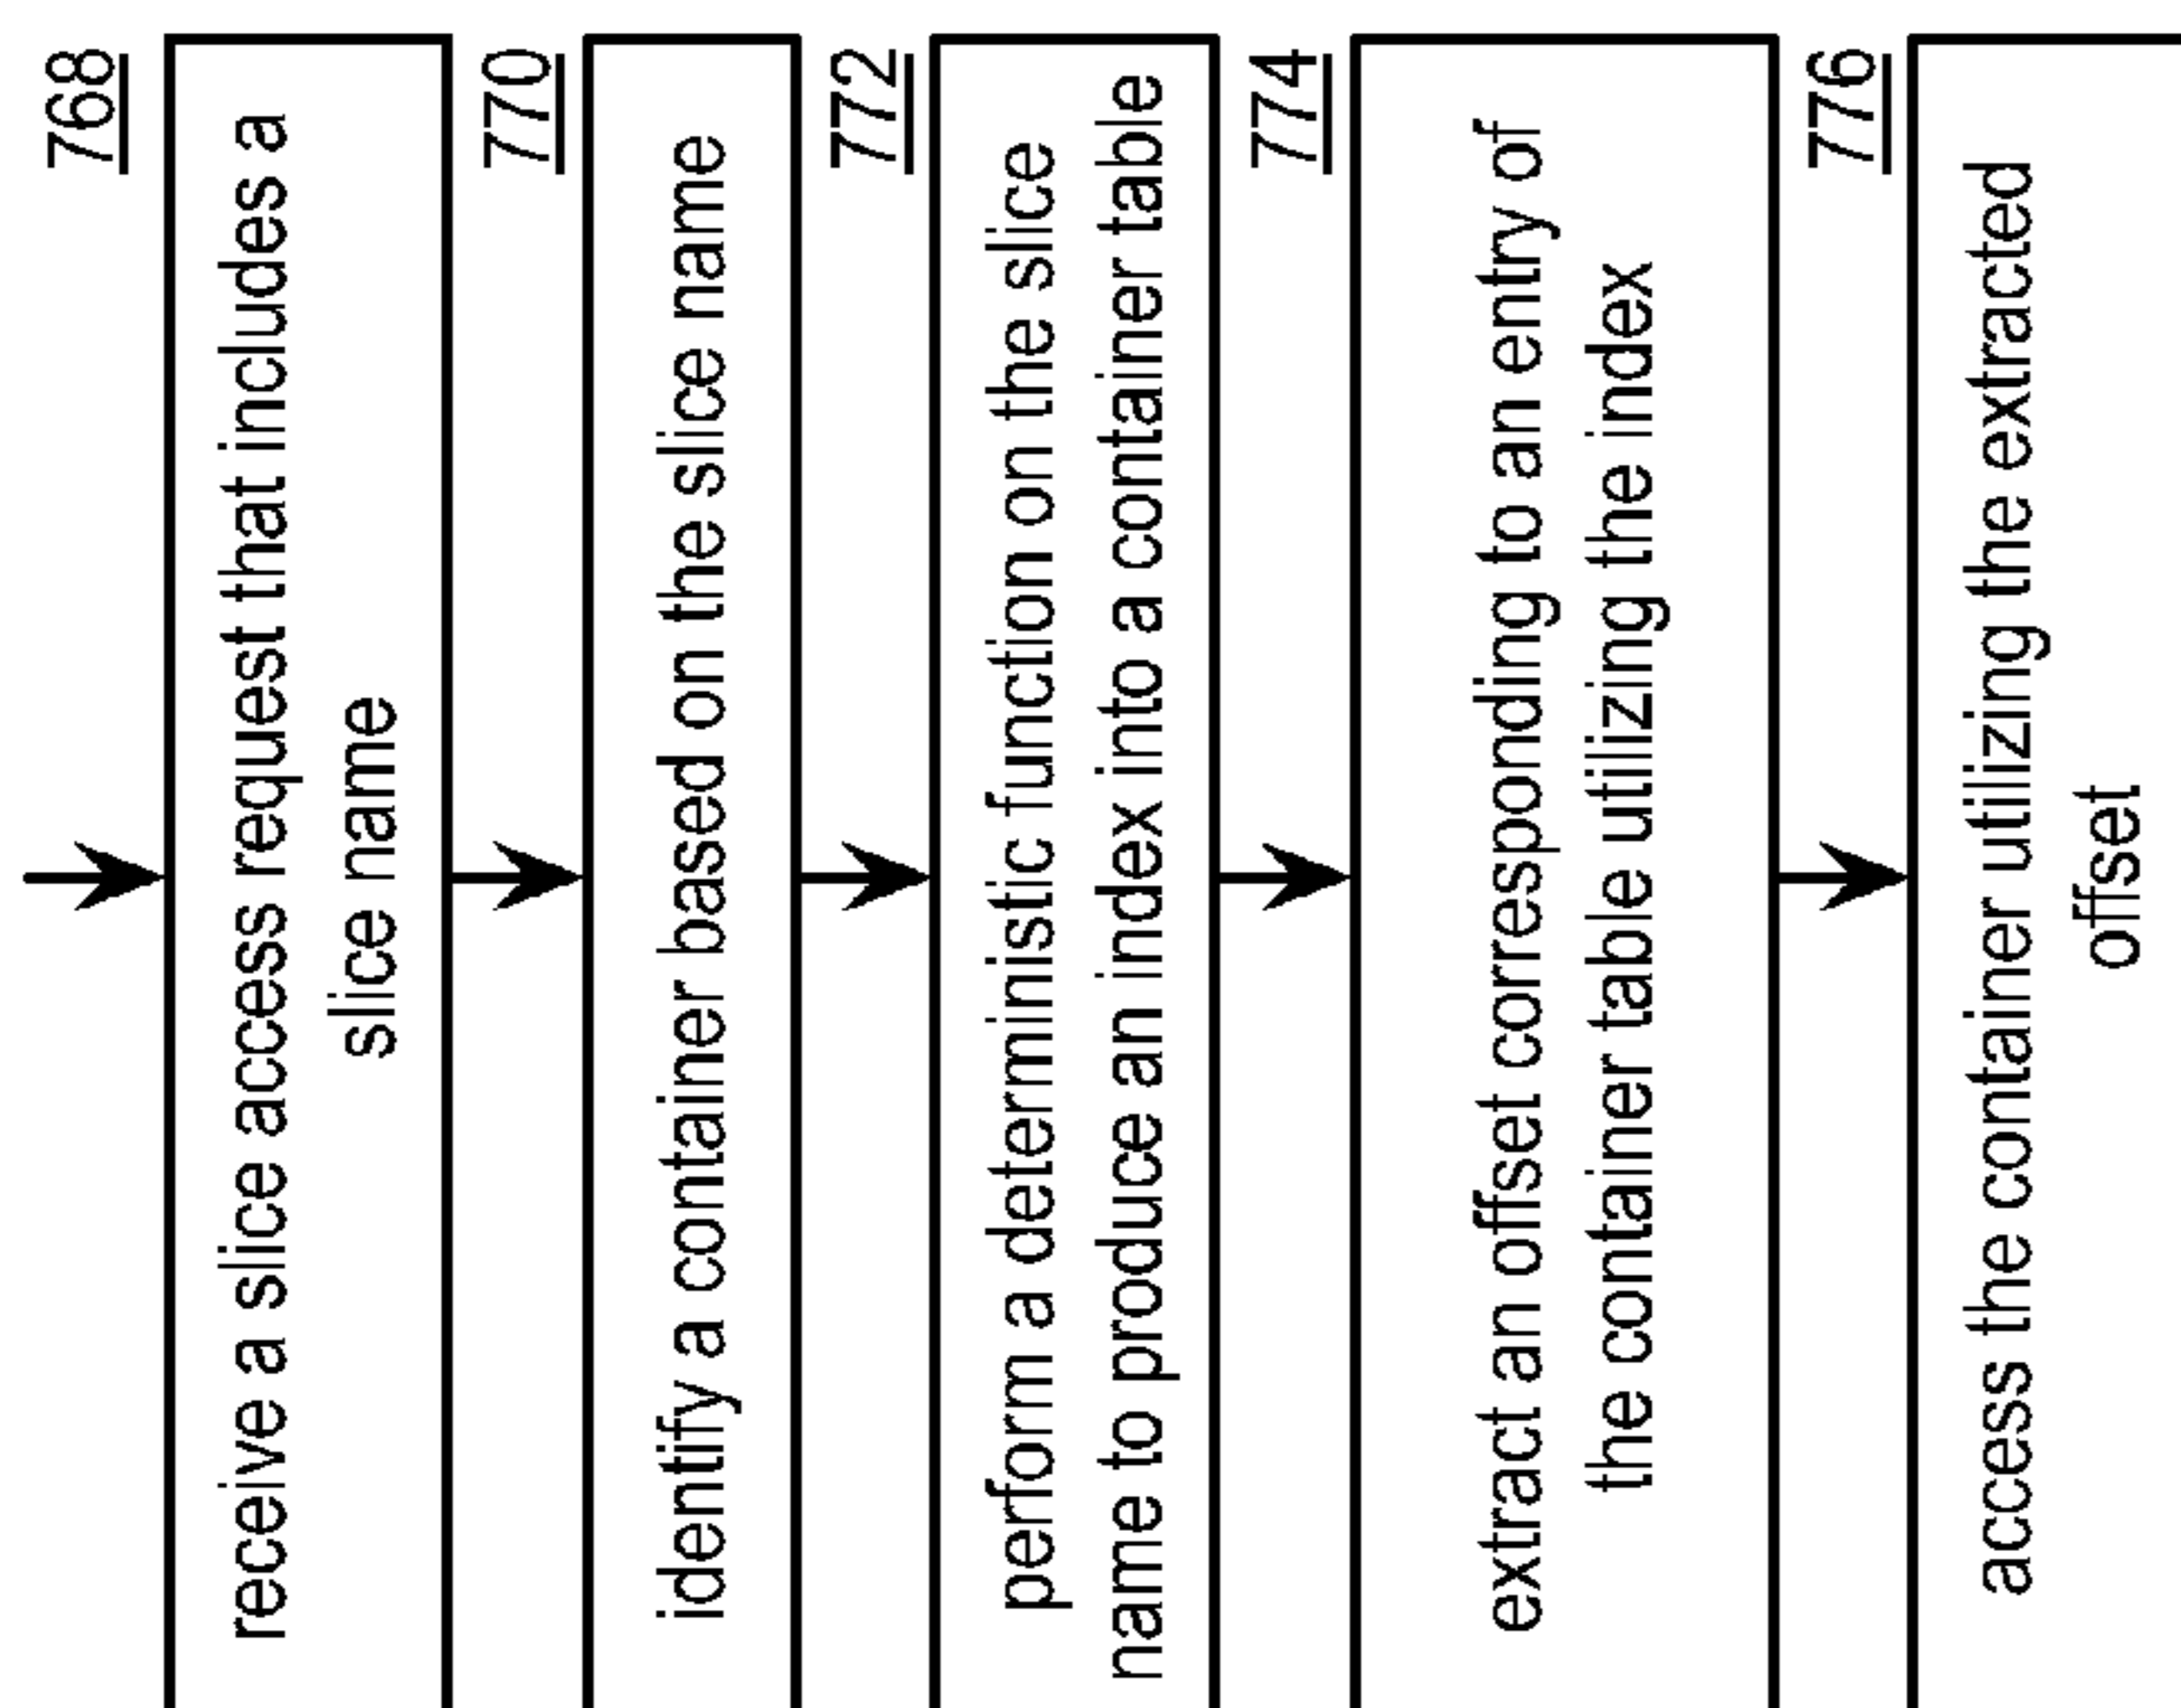 768
receive a slice access request that includes a
slice name
770
identify a container based on the slice name
772
perform a deterministic function on the slice
name to produce an index into a container table
774
extract an offset corresponding to an entry of
the container table utilizing the index
776
access the container utilizing the extracted
offset